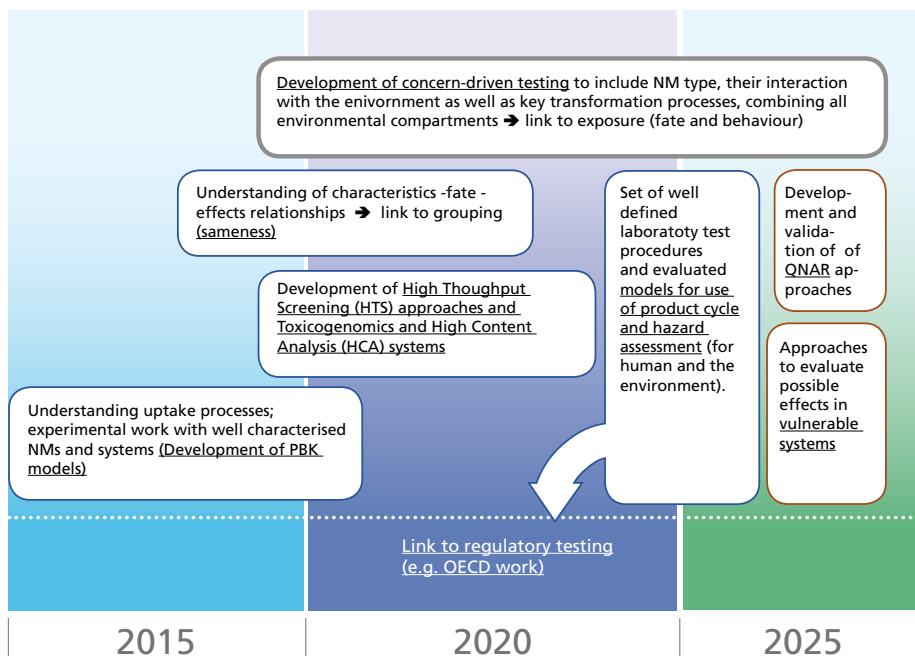 Development of concern-driven testing to include NM type, their interaction
with the enivornment as well as key transformation processes, combining all
environmental compartments ➔ link to exposure (fate and behaviour)
Understanding of characteristics -fate -
effects relationships ➔ link to grouping
(sameness)
Set of well
defined
laboratoty test
procedures
and evaluated
models for use
of product cycle
and hazard
assessment (for
human and the
environment).
Develop-
ment and
valida-
tion of of
QNAR ap-
proaches
Development of High Thoughput
Screening (HTS) approaches and
Toxicogenomics and High Content
Analysis (HCA) systems
Approaches
to evaluate
possible
effects in
vulnerable
systems
Understanding uptake processes;
experimental work with well characterised
NMs and systems (Development of PBK
models)
Link to regulatory testing
(e.g. OECD work)
2015
2020
2025